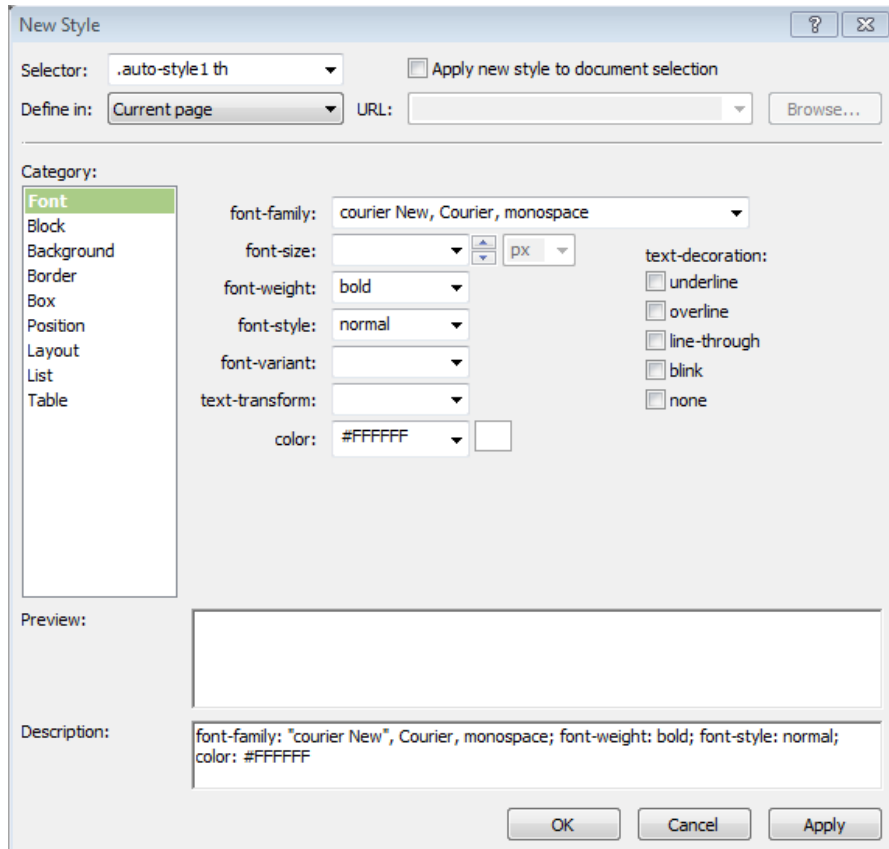 New Style
Selector: .auto-style1 th Apply new style to document selection
Define in: Current page URL: Browse...
Category:
Font
Block
Background
Border
Box
Position
Layout
List
Table
font-family: courier New, Courier, monospace
font-size: px
font-weight: bold
font-style: normal
font-variant:
text-transform:
color: #FFFFFF
text-decoration:
underline
overline
line-through
blink
none
Preview:
Description: font-family: "courier New", Courier, monospace; font-weight: bold; font-style: normal;
color: #FFFFFF
OK Cancel Apply